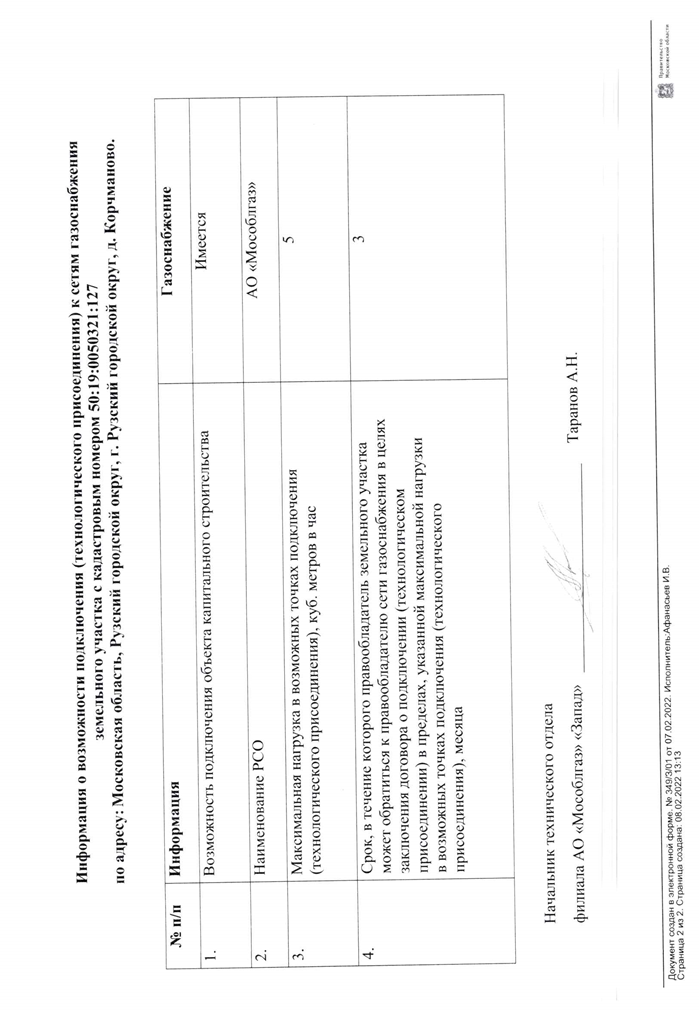 Информация о возможности подключения (технологического присоединения) к сетям газоснабжения
земельного участка с кадастровым номером 50:19:0050321:127
по адресу: Московская область, Рузский городской округ, г. Рузский городской округ, д. Корчманово.
№ п/п Информация Газоснабжение
1. Возможность подключения объекта капитального строительства Имеется
2. Наименование РСО АО «Мособлгаз»
3. Максимальная нагрузка в возможных точках подключения 5
(технологического присоединения), куб. метров в час
4. Срок, в течение которого правообладатель земельного участка 3
может обратиться к правообладателю сети газоснабжения в целях
заключения договора о подключении (технологическом
присоединении) в пределах, указанной максимальной нагрузки
в возможных точках подключения (технологического
присоединения), месяца
Начальник технического отдела
филиала АО «Мособлгаз» «Запад» Таранов А.Н.
Документ создан в электронной форме. № 349/3/01 от 07.02.2022. Исполнитель:Афанасьев И.В.
Страница 2 из 2. Страница создана: 08.02.2022 13:13
Правительство
Московской области